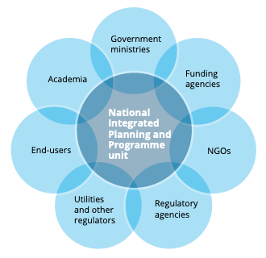 Government
ministries
Funding
agencies
NGOs
Regulatory
agencies
Utilities
and other
regulators
End-users
Academia
National
Integrated
Planning and
Programme
unit